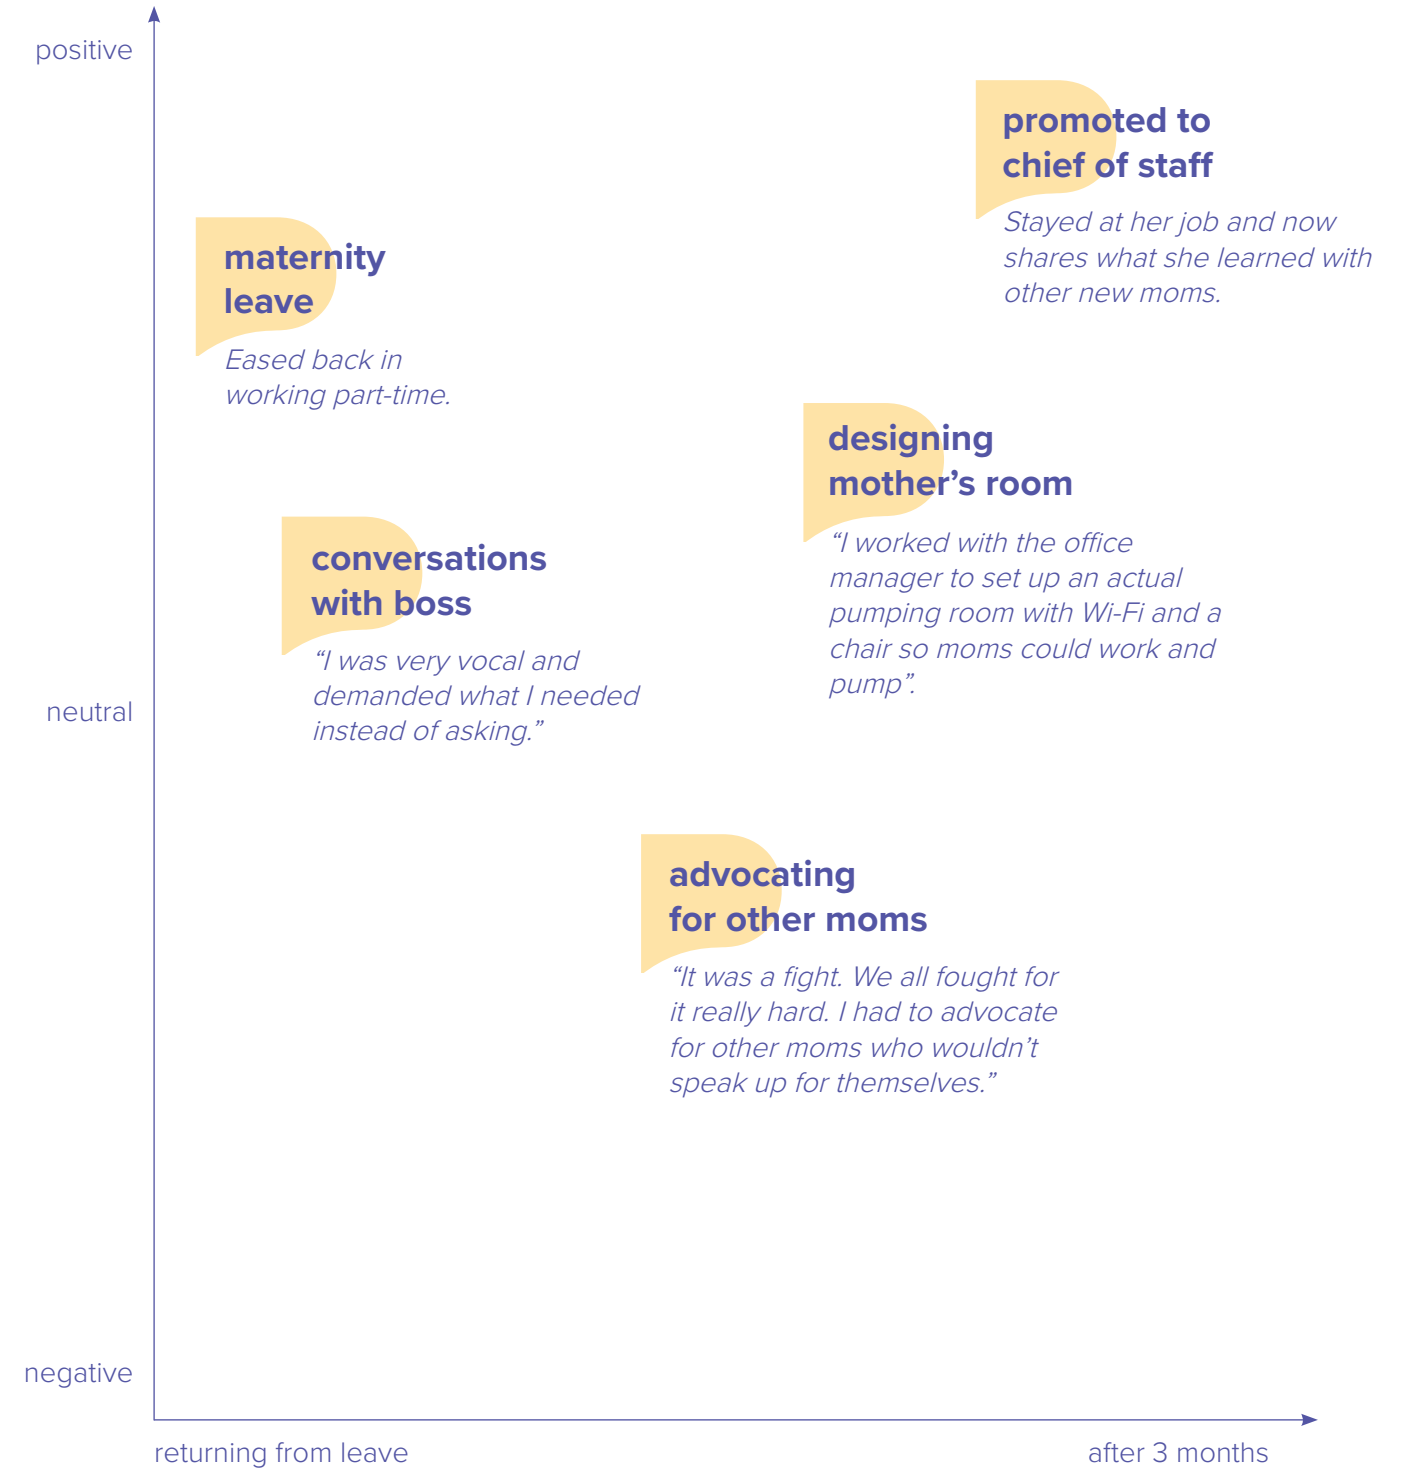 positive
promoted to
chief of staff
Stayed at her job and now
shares what she learned with
other new moms.
maternity
leave
Eased back in
working part-time.
designing
mother’s room
“I worked with the office
manager to set up an actual
pumping room with Wi-Fi and a
chair so moms could work and
pump”.
conversations
with boss
“I was very vocal and
demanded what I needed
instead of asking.”
neutral
advocating
for other moms
“It was a fight. We all fought for
it really hard. I had to advocate
for other moms who wouldn’t
speak up for themselves.”
negative
returning from leave
after 3 months